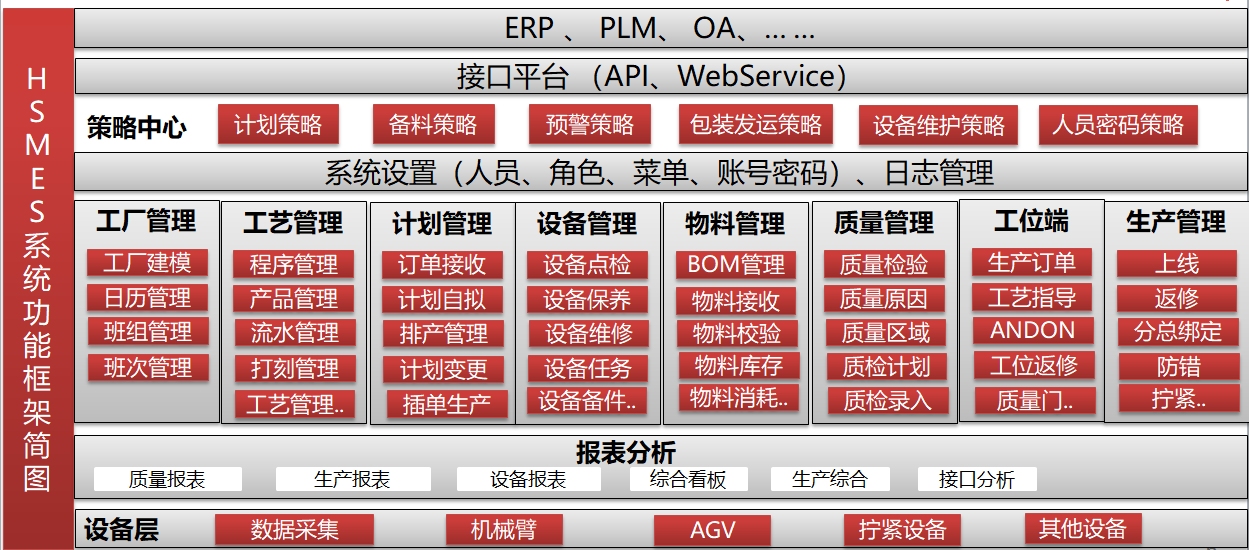 HSMES系统功能框架简图
ERP 、 PLM、 OA、... ...
接口平台 （API、WebService）
策略中心 计划策略 备料策略 预警策略 包装发运策略 设备维护策略 人员密码策略
系统设置（人员、角色、菜单、账号密码）、日志管理
工厂管理
工厂建模
日历管理
班组管理
班次管理
工艺管理
程序管理
产品管理
流水管理
打刻管理
工艺管理..
计划管理
订单接收
计划自拟
排产管理
计划变更
插单生产
设备管理
设备点检
设备保养
设备维修
设备任务
设备备件..
物料管理
BOM管理
物料接收
物料校验
物料库存
物料消耗..
质量管理
质量检验
质量原因
质量区域
质检计划
质检录入
工位端
生产订单
工艺指导
ANDON
工位返修
质量门..
生产管理
上线
返修
分总绑定
防错
拧紧..
报表分析
质量报表 生产报表 设备报表 综合看板 生产综合 接口分析
设备层 数据采集 机械臂 AGV 拧紧设备 其他设备